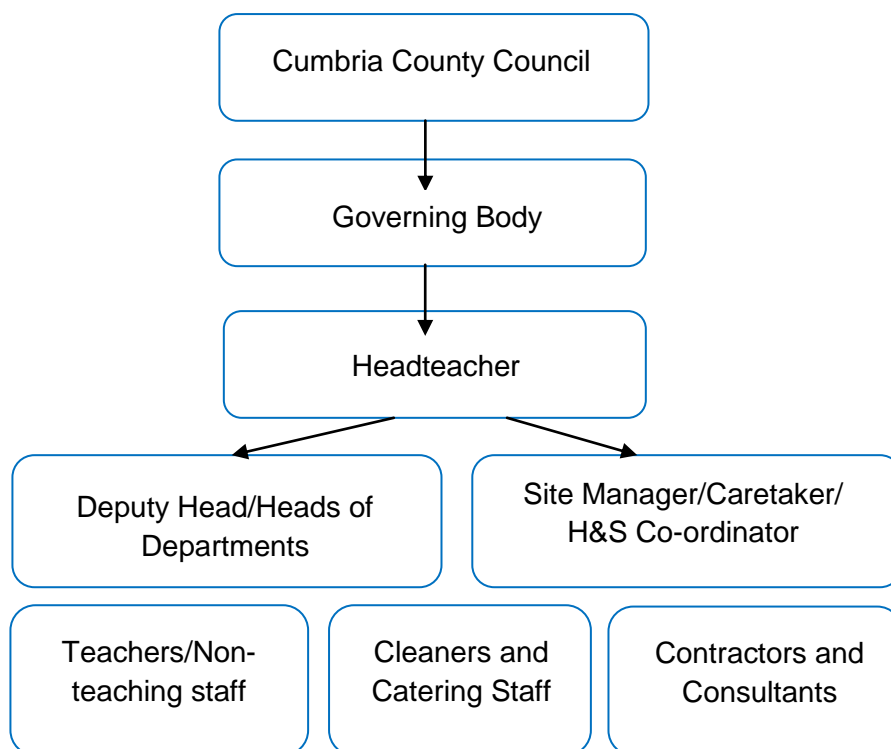 Cumbria County Council
Governing Body
Headteacher
Deputy Head/Heads of
Departments
Site Manager/Caretaker/
H&S Co-ordinator
Teachers/Non-
teaching staff
Cleaners and
Catering Staff
Contractors and
Consultants